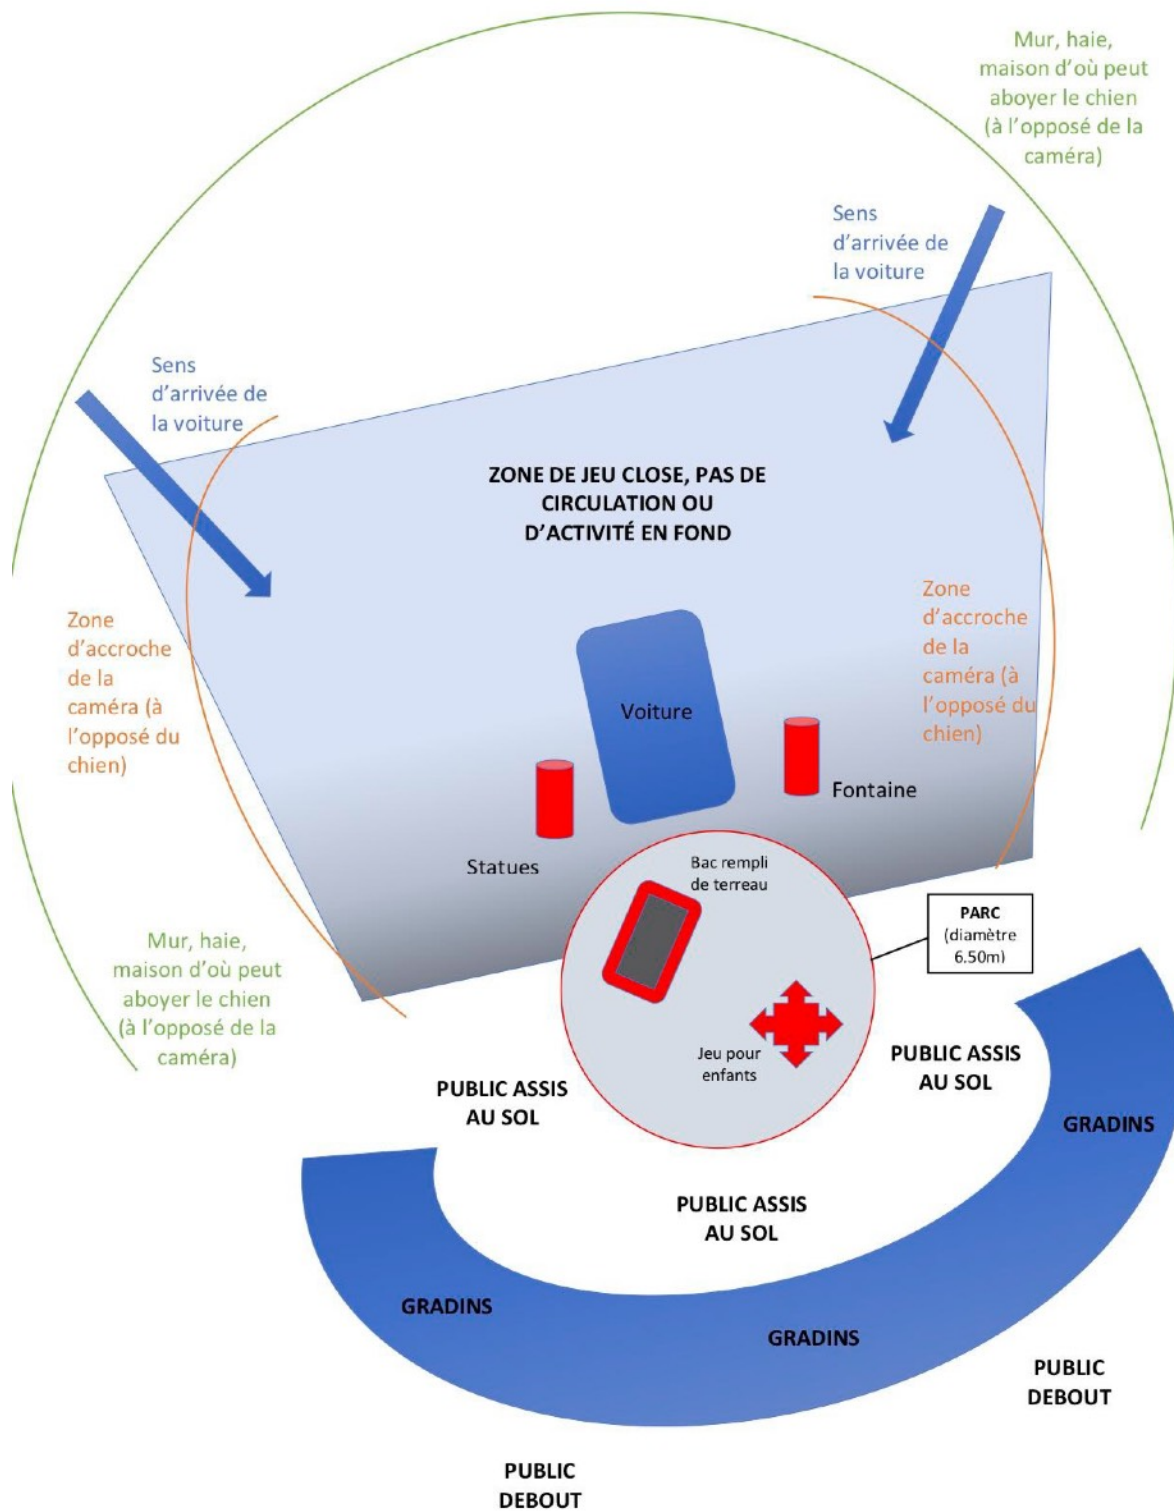 Mur, haie,
maison d'où peut
aboyer le chien
(à l'opposé de la
caméra)
Sens
d'arrivée de
la voiture
Sens
d'arrivée de
la voiture
ZONE DE JEU CLOSE, PAS DE
CIRCULATION OU
D'ACTIVITÉ EN FOND
Zone
d'accroche
de la
caméra (à
l'opposé du
chien)
Zone
d'accroche
de la
caméra (à
l'opposé du
chien)
Voiture
Fontaine
Statues
Bac rempli
de terreau
PARC
(diamètre
6.50m)
Mur, haie,
maison d'où peut
aboyer le chien
(à l'opposé de la
caméra)
Jeu pour
enfants
PUBLIC ASSIS
AU SOL
PUBLIC ASSIS
AU SOL
GRADINS
PUBLIC ASSIS
AU SOL
GRADINS
GRADINS
PUBLIC
DEBOUT
PUBLIC
DEBOUT